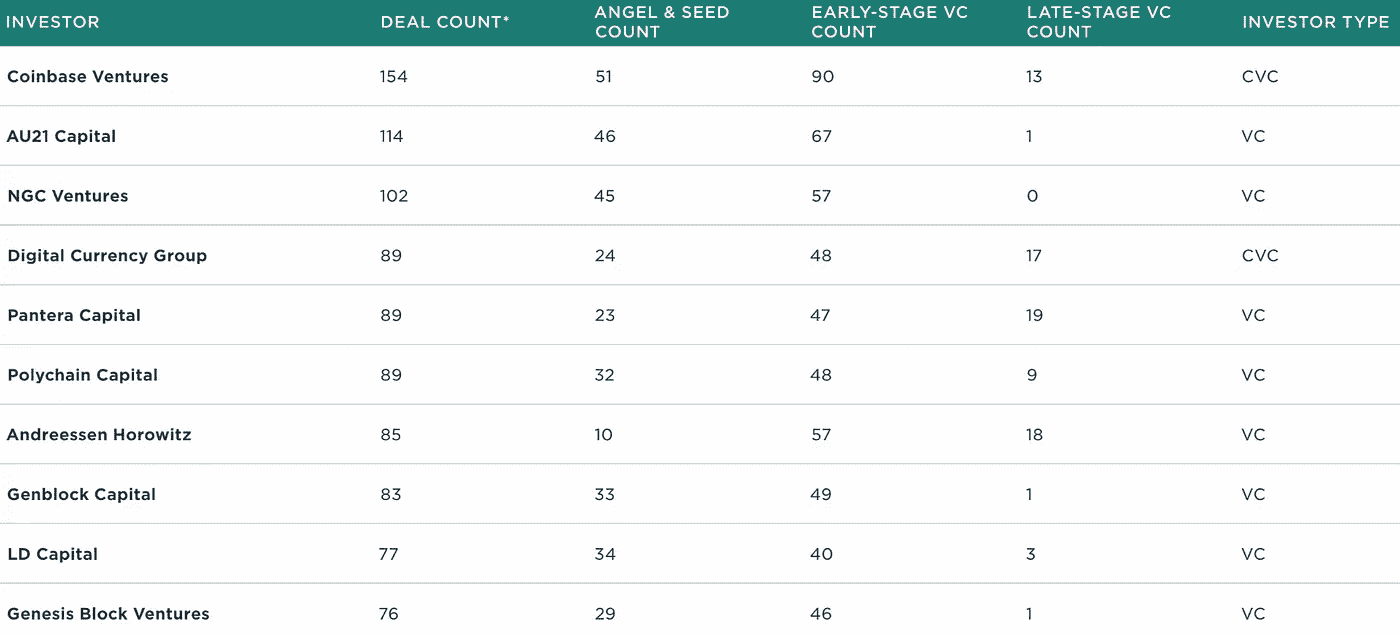 INVESTOR DEAL COUNT* ANGEL & SEED COUNT EARLY-STAGE VC COUNT LATE-STAGE VC COUNT INVESTOR TYPE
Coinbase Ventures 154 51 90 13 CVC
AU21 Capital 114 46 67 1 VC
NGC Ventures 102 45 57 0 VC
Digital Currency Group 89 24 48 17 CVC
Pantera Capital 89 23 47 19 VC
Polychain Capital 89 32 48 9 VC
Andreessen Horowitz 85 10 57 18 VC
Genblock Capital 83 33 49 1 VC
LD Capital 77 34 40 3 VC
Genesis Block Ventures 76 29 46 1 VC